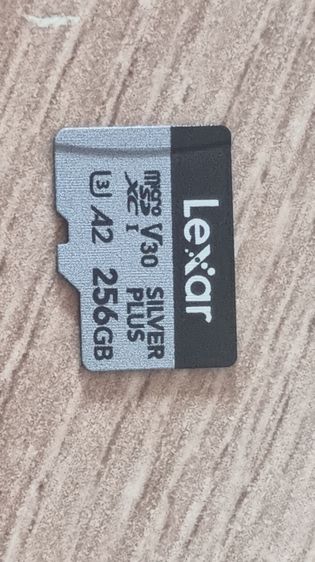 Lexar
micro SD XC I V30 SILVER PLUS
U3 A2 256GB